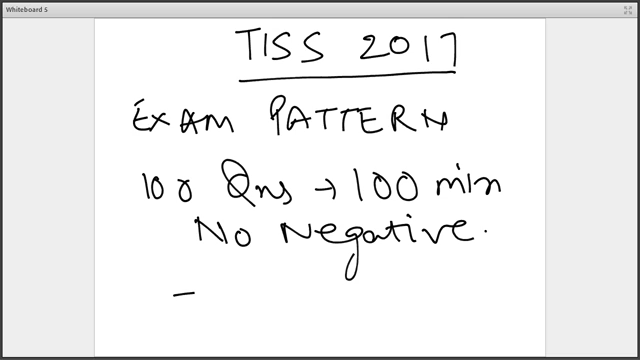 Whiteboard 5
TISS 2017
EXAM PATTERN
100 Qns → 100 min
No Negative.
–